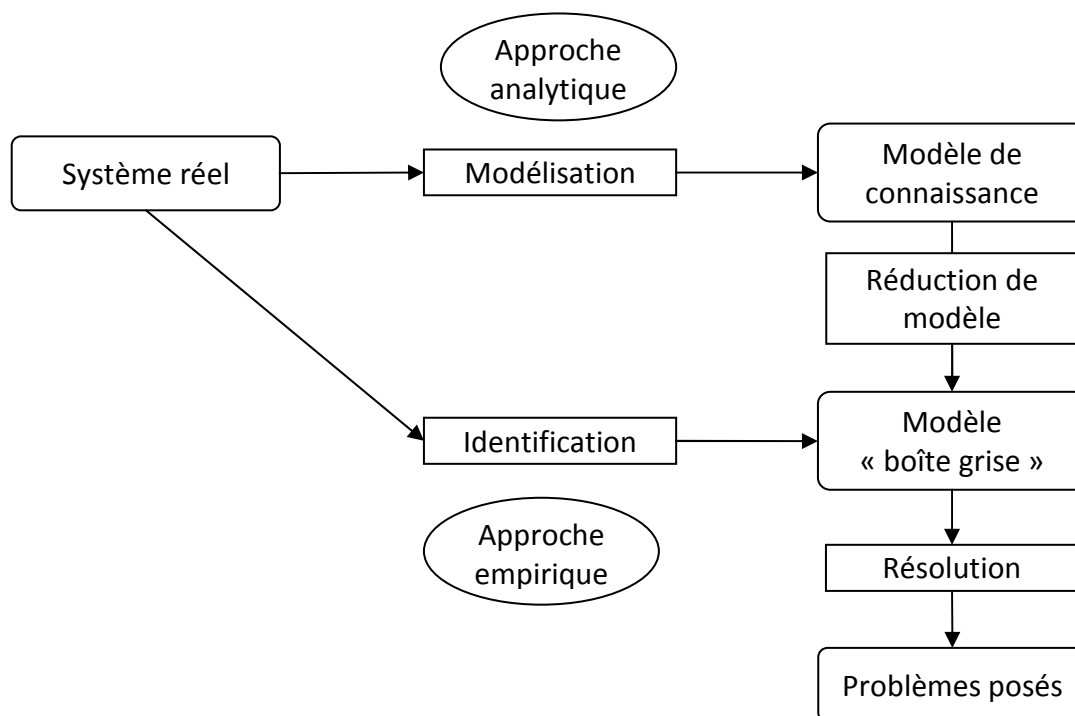 Approche
analytique
Système réel
Modélisation
Modèle de
connaissance
Réduction de
modèle
Identification
Modèle
« boîte grise »
Approche
empirique
Résolution
Problèmes posés